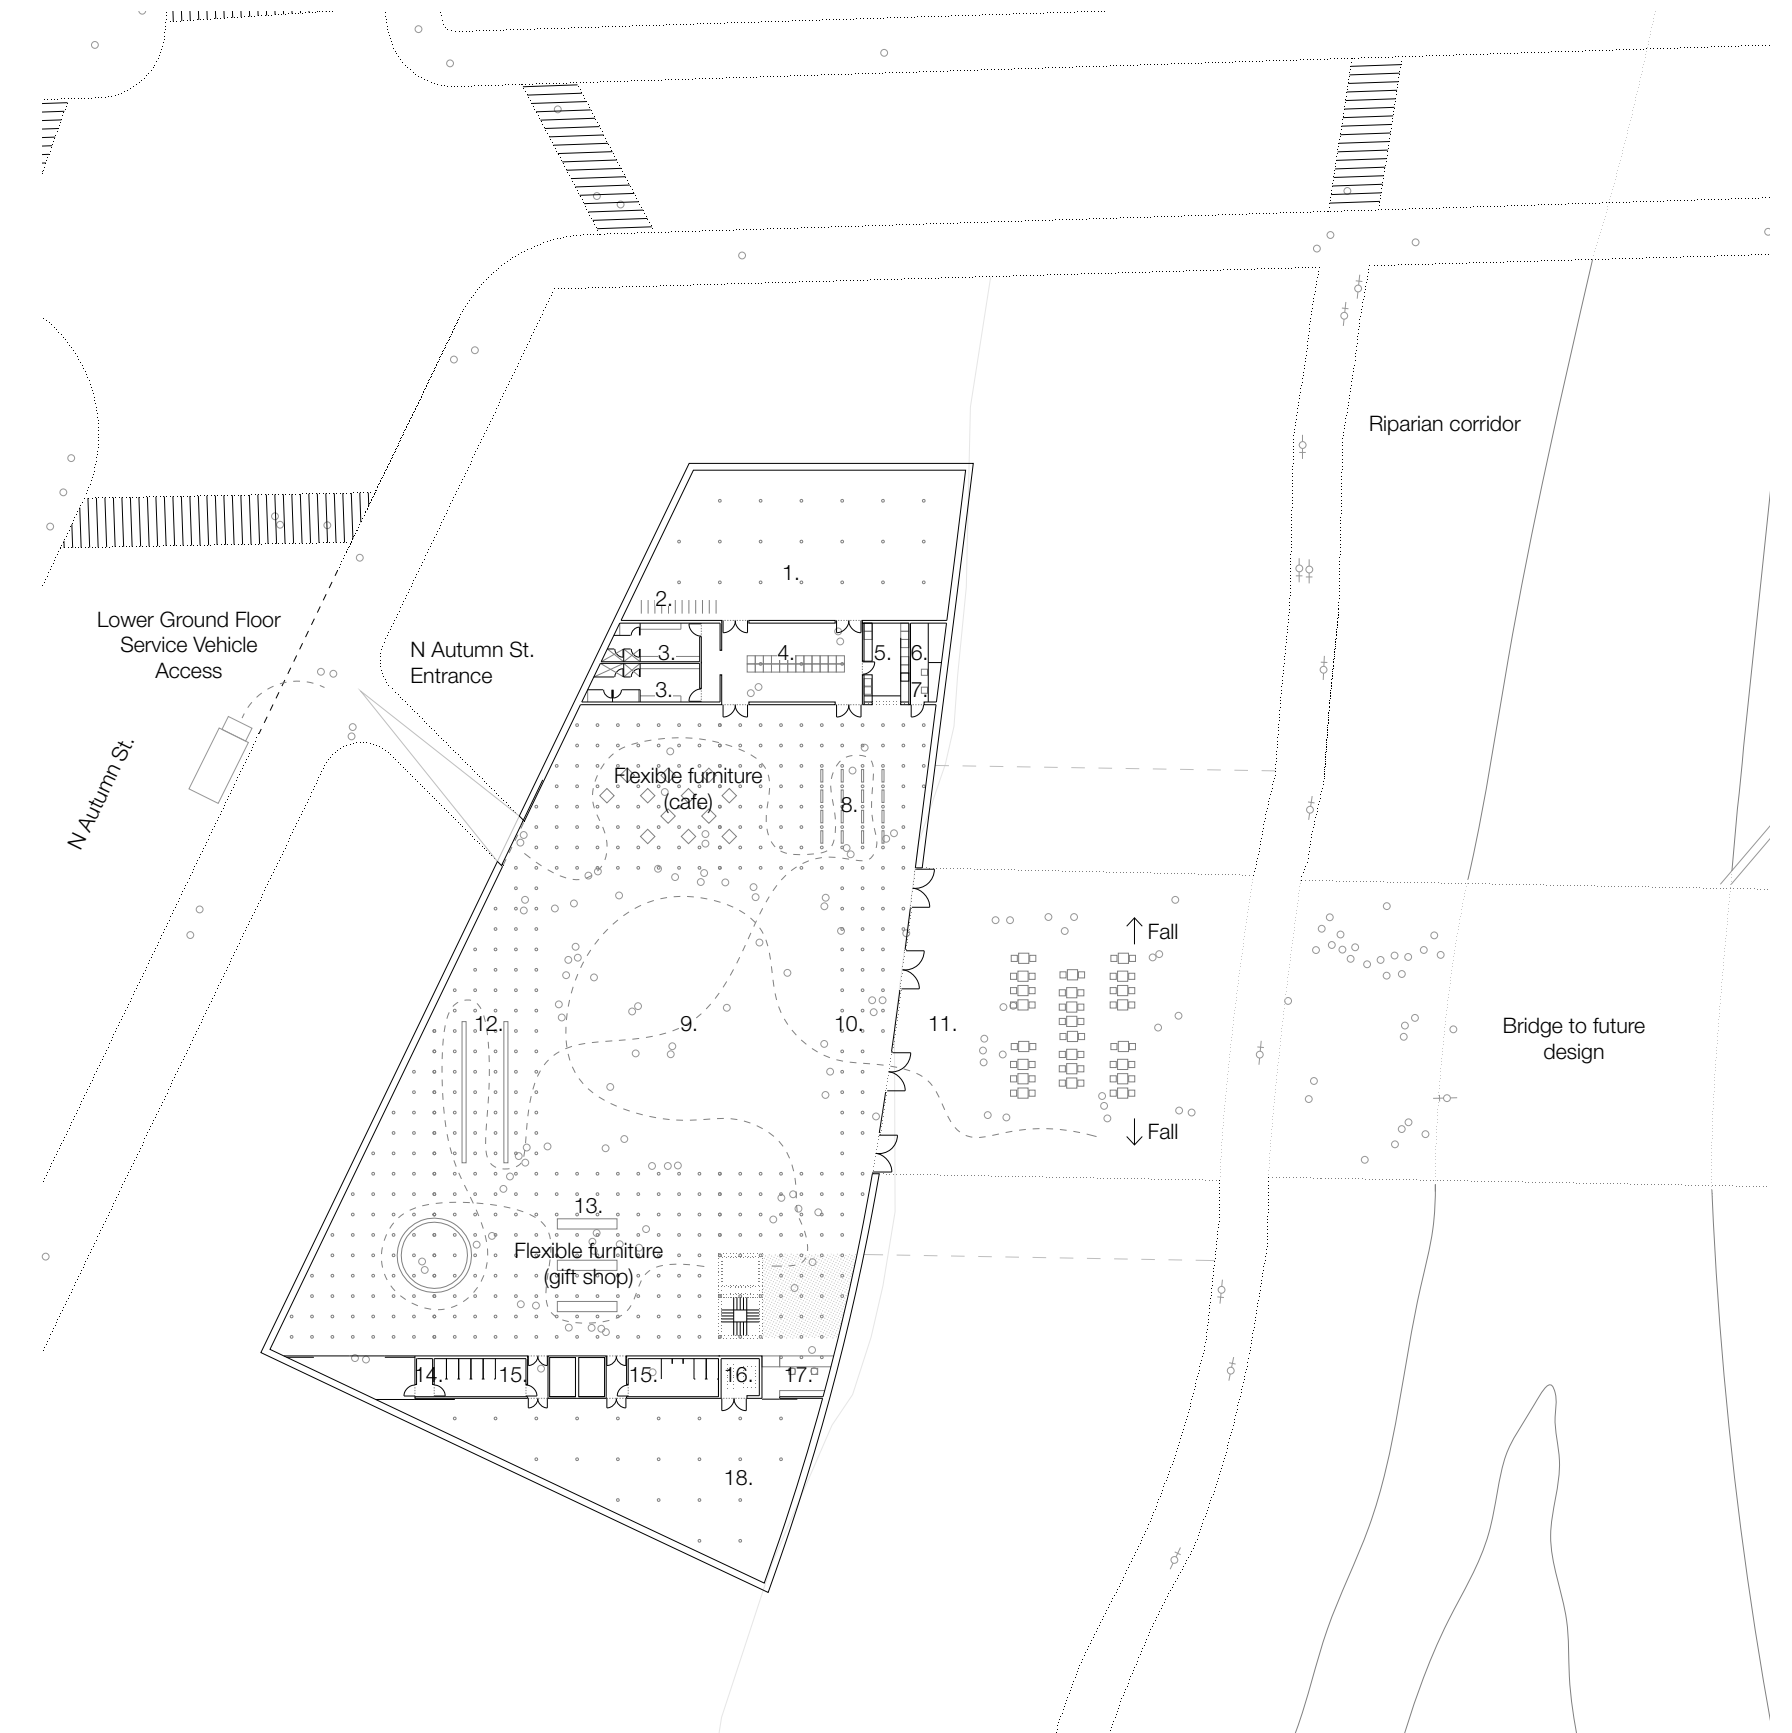 Riparian corridor
1.
2.
Lower Ground Floor
Service Vehicle
Access
N Autumn St.
Entrance
3.
4.
5.
6.
3.
7.
N Autumn St.
Flexible furniture
(cafe)
8.
Fall
12.
9.
10.
11.
Bridge to future
design
Fall
13.
Flexible furniture
(gift shop)
14.
15.
15.
16.
17.
18.